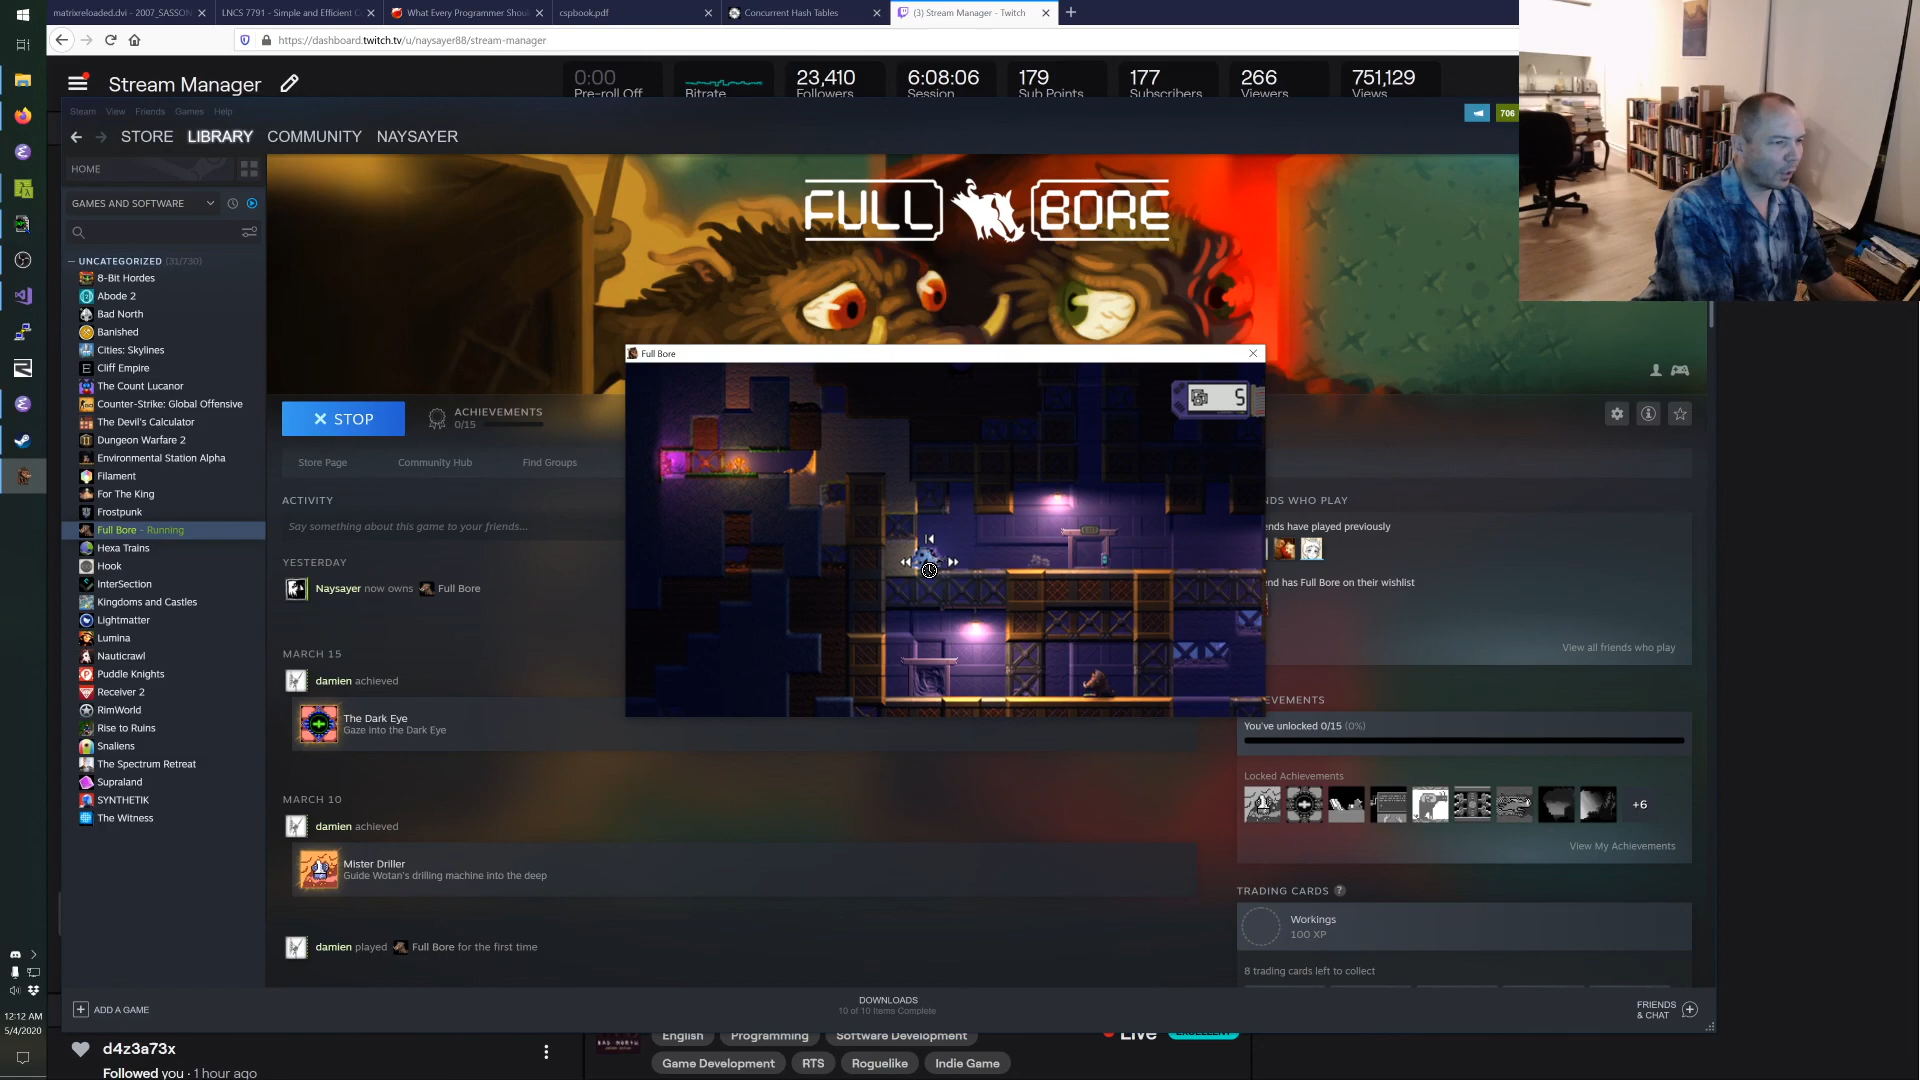 matrixreloaded.dvi - 2007_SASSON
LNCS 7791 - Simple and Efficient C
What Every Programmer Shoul
cspbook.pdf
Concurrent Hash Tables
(3) Stream Manager - Twitch
https://dashboard.twitch.tv/u/naysayer88/stream-manager
Stream Manager
0:00
Pre-roll Off
Bitrate
23,410
Followers
6:08:06
Session
179
Sub Points
177
Subscribers
266
Viewers
751,129
Views
Steam View Friends Games Help
706
STORE LIBRARY COMMUNITY NAYSAYER
HOME
GAMES AND SOFTWARE
UNCATEGORIZED (31/730)
8-Bit Hordes
Abode 2
Bad North
Banished
Cities: Skylines
Cliff Empire
The Count Lucanor
Counter-Strike: Global Offensive
The Devil's Calculator
Dungeon Warfare 2
Environmental Station Alpha
Filament
For The King
Frostpunk
Full Bore - Running
Hexa Trains
Hook
InterSection
Kingdoms and Castles
Lightmatter
Lumina
Nauticrawl
Puddle Knights
Receiver 2
RimWorld
Rise to Ruins
Snaliens
The Spectrum Retreat
Supraland
SYNTHETIK
The Witness
FULL BORE
STOP
ACHIEVEMENTS
0/15
Store Page
Community Hub
Find Groups
ACTIVITY
Say something about this game to your friends...
YESTERDAY
Naysayer now owns Full Bore
MARCH 15
damien achieved
The Dark Eye
Gaze into the Dark Eye
MARCH 10
damien achieved
Mister Driller
Guide Wotan's drilling machine into the deep
damien played Full Bore for the first time
Full Bore
5
NDS WHO PLAY
ends have played previously
end has Full Bore on their wishlist
View all friends who play
EVEMENTS
You've unlocked 0/15 (0%)
Locked Achievements
+6
View My Achievements
TRADING CARDS
Workings
100 XP
8 trading cards left to collect
ADD A GAME
DOWNLOADS
10 of 10 Items Complete
FRIENDS
& CHAT
12:12 AM
5/4/2020
d4z3a73x
Followed you · 1 hour ago
English
Programming
Software Development
Game Development
RTS
Roguelike
Indie Game
Live
EXCELLENT